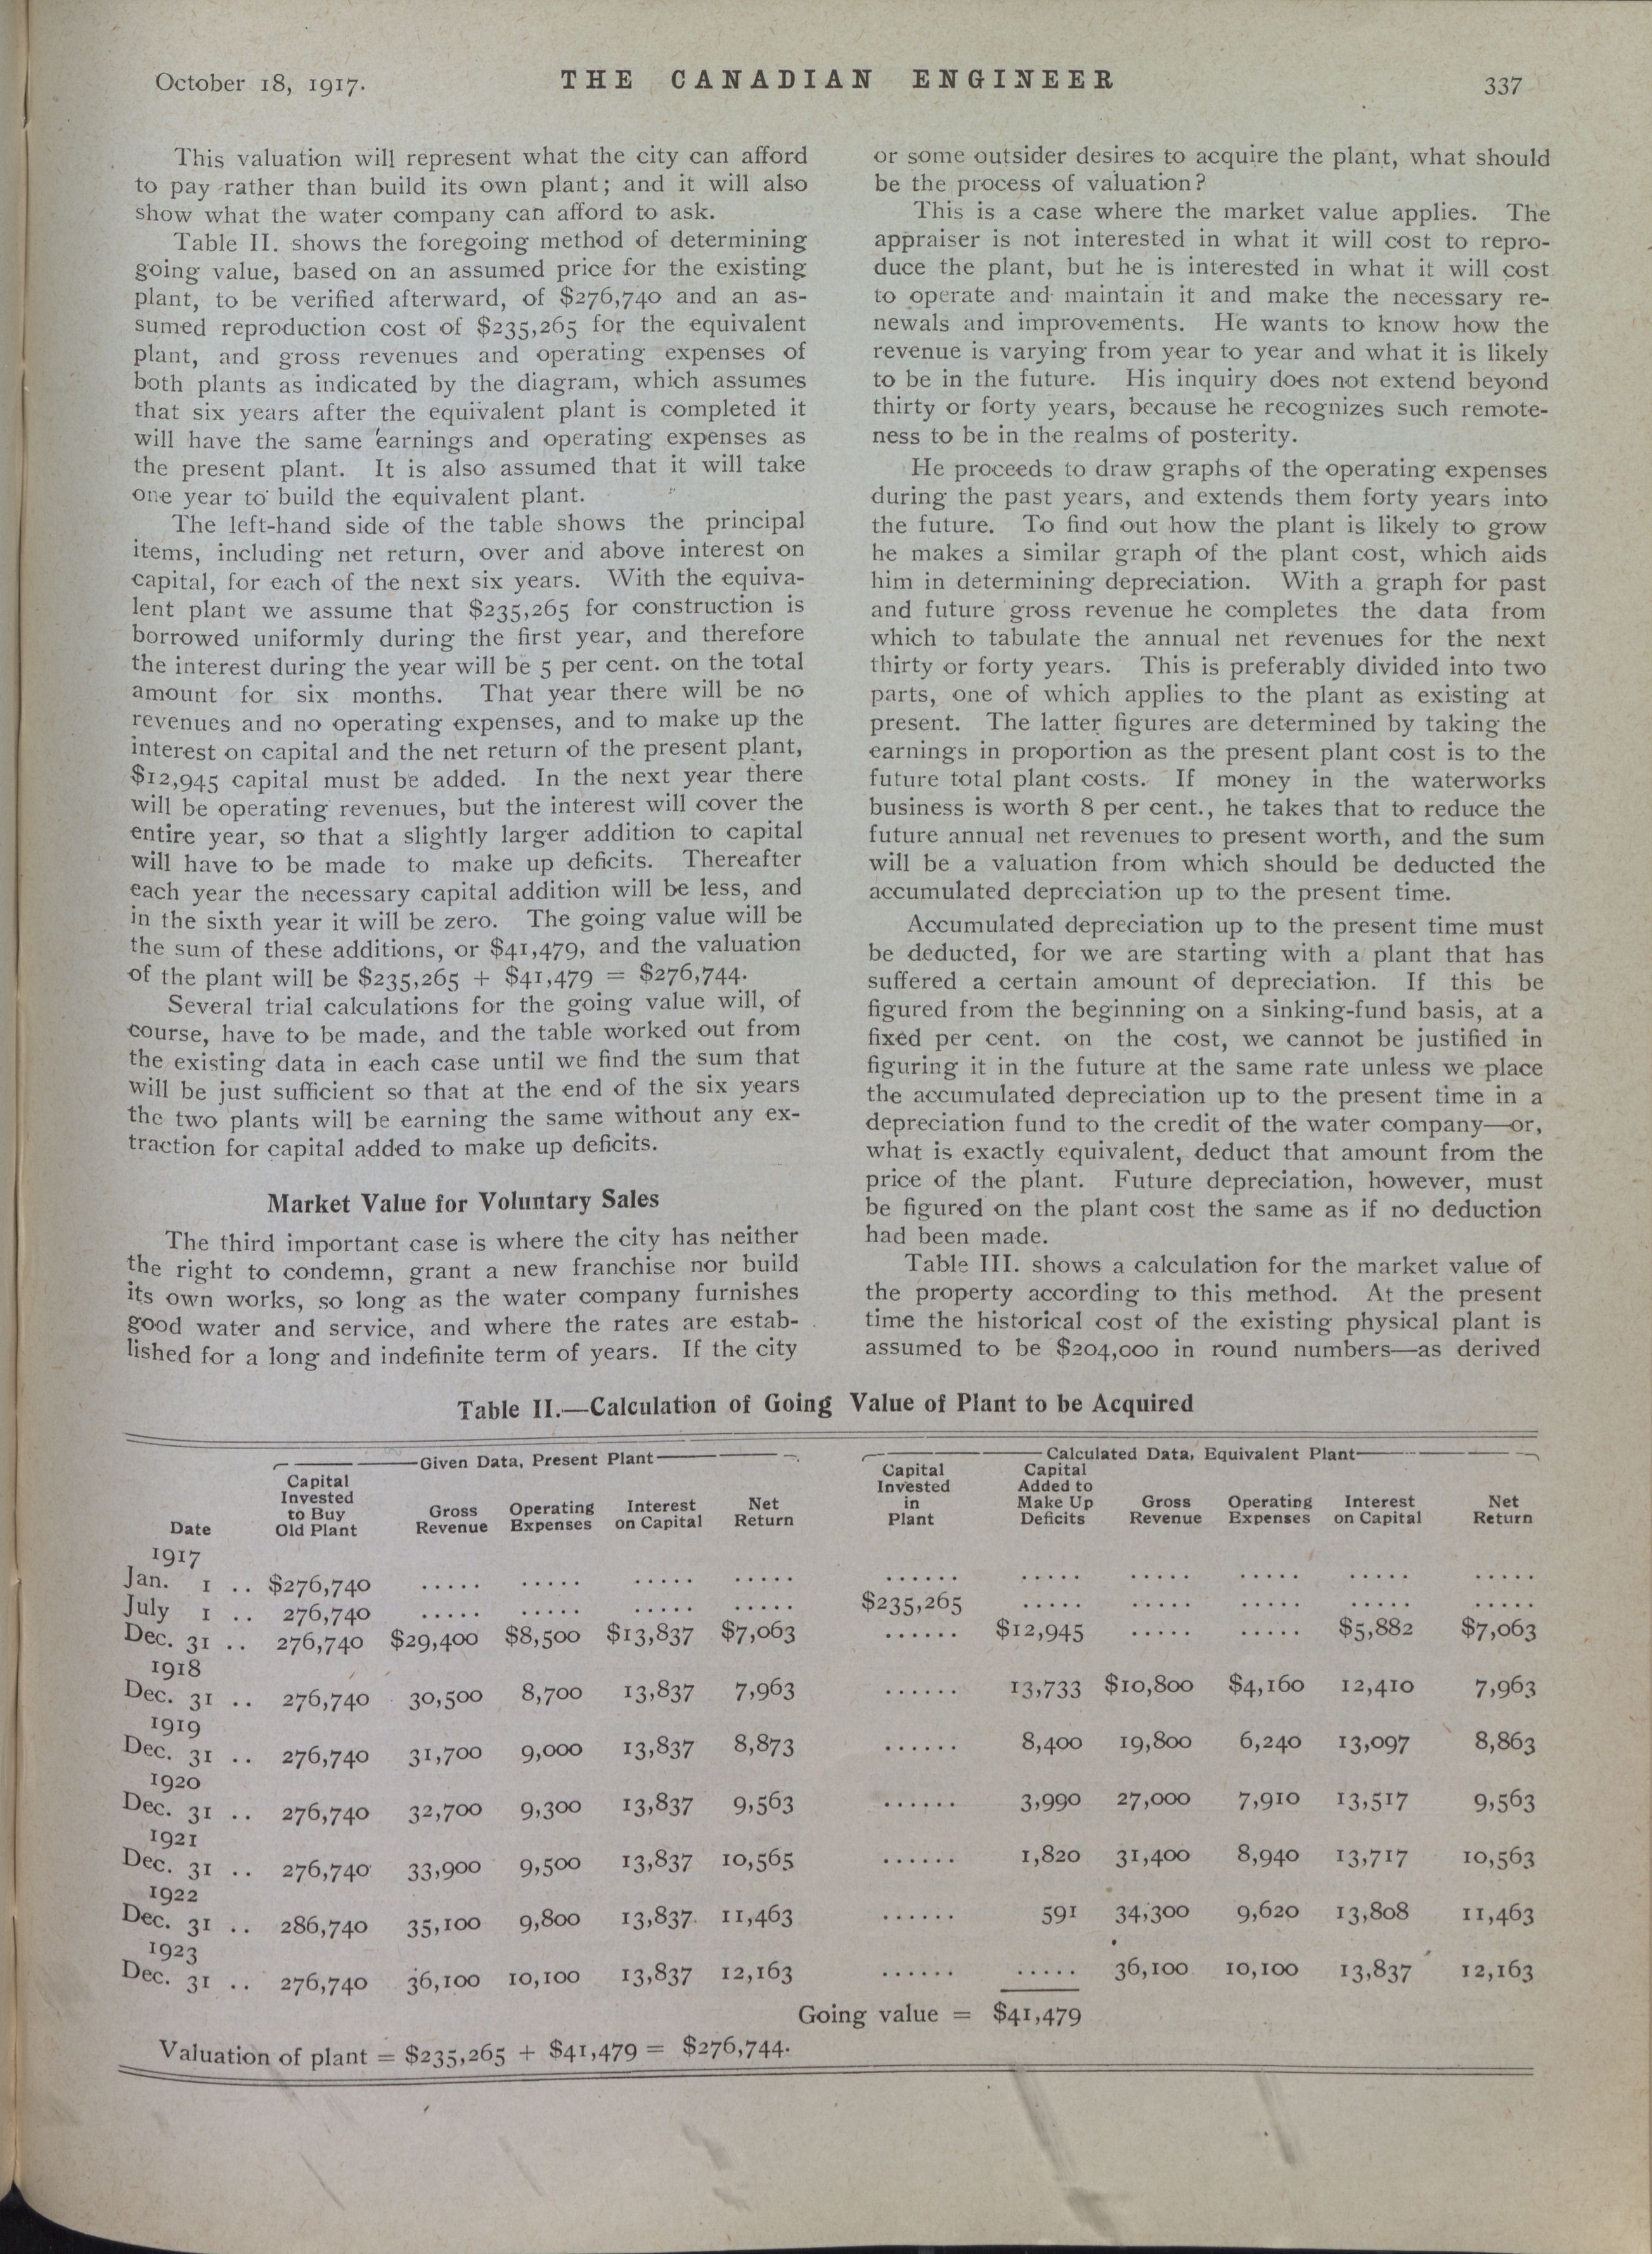 October 18, 1917.
THE CANADIAN ENGINEER
337
This valuation will represent what the city can afford
to pay rather than build its own plant; and it will also
show what the water company can afford to ask.
Table II. shows the foregoing method of determining
going value, based on an assumed price for the existing
plant, to be verified afterward, of $276,740 and an as-
sumed reproduction cost of $235,265 for the equivalent
plant, and gross revenues and operating expenses of
both plants as indicated by the diagram, which assumes
that six years after the equivalent plant is completed it
will have the same earnings and operating expenses as
the present plant. It is also assumed that it will take
one year to build the equivalent plant.
The left-hand side of the table shows the principal
items, including net return, over and above interest on
capital, for each of the next six years. With the equiva-
lent plant we assume that $235,265 for construction is
borrowed uniformly during the first year, and therefore
the interest during the year will be 5 per cent. on the total
amount for six months. That year there will be no
revenues and no operating expenses, and to make up the
interest on capital and the net return of the present plant,
$12,945 capital must be added. In the next year there
will be operating revenues, but the interest will cover the
entire year, so that a slightly larger addition to capital
will have to be made to make up deficits. Thereafter
each year the necessary capital addition will be less, and
in the sixth year it will be zero. The going value will be
the sum of these additions, or $41,479, and the valuation
of the plant will be $235,265 + $41,479 = $276,744.
Several trial calculations for the going value will, of
course, have to be made, and the table worked out from
the existing data in each case until we find the sum that
will be just sufficient so that at the end of the six years
the two plants will be earning the same without any ex-
traction for capital added to make up deficits.
Market Value for Voluntary Sales
The third important case is where the city has neither
the right to condemn, grant a new franchise nor build
its own works, so long as the water company furnishes
good water and service, and where the rates are estab-
lished for a long and indefinite term of years. If the city
or some outsider desires to acquire the plant, what should
be the process of valuation?
This is a case where the market value applies. The
appraiser is not interested in what it will cost to repro-
duce the plant, but he is interested in what it will cost
to operate and maintain it and make the necessary re-
newals and improvements. He wants to know how the
revenue is varying from year to year and what it is likely
to be in the future. His inquiry does not extend beyond
thirty or forty years, because he recognizes such remote-
ness to be in the realms of posterity.
He proceeds to draw graphs of the operating expenses
during the past years, and extends them forty years into
the future. To find out how the plant is likely to grow
he makes a similar graph of the plant cost, which aids
him in determining depreciation. With a graph for past
and future gross revenue he completes the data from
which to tabulate the annual net revenues for the next
thirty or forty years. This is preferably divided into two
parts, one of which applies to the plant as existing at
present. The latter figures are determined by taking the
earnings in proportion as the present plant cost is to the
future total plant costs. If money in the waterworks
business is worth 8 per cent., he takes that to reduce the
future annual net revenues to present worth, and the sum
will be a valuation from which should be deducted the
accumulated depreciation up to the present time.
Accumulated depreciation up to the present time must
be deducted, for we are starting with a plant that has
suffered a certain amount of depreciation. If this be
figured from the beginning on a sinking-fund basis, at a
fixed per cent. on the cost, we cannot be justified in
figuring it in the future at the same rate unless we place
the accumulated depreciation up to the present time in a
depreciation fund to the credit of the water company—or,
what is exactly equivalent, deduct that amount from the
price of the plant. Future depreciation, however, must
be figured on the plant cost the same as if no deduction
had been made.
Table III. shows a calculation for the market value of
the property according to this method. At the present
time the historical cost of the existing physical plant is
assumed to be $204,000 in round numbers—as derived
Table II.—Calculation of Going Value of Plant to be Acquired
Given Data, Present Plant Calculated Data, Equivalent Plant
Capital Capital Capital
Invested Invested Added to
to Buy Gross Operating Interest Net in Make Up Gross Operating Interest Net
Date Old Plant Revenue Expenses on Capital Return Plant Deficits Revenue Expenses on Capital Return
1917
Jan. 1 .. $276,740 ..... ..... ..... ..... ...... ..... ..... ..... ..... .....
July 1 .. 276,740 ..... ..... ..... ..... $235,265 ..... ..... ..... ..... .....
Dec. 31 .. 276,740 $29,400 $8,500 $13,837 $7,063 ...... $12,945 ..... ..... $5,882 $7,063
1918
Dec. 31 .. 276,740 30,500 8,700 13,837 7,963 ...... 13,733 $10,800 $4,160 12,410 7,963
1919
Dec. 31 .. 276,740 31,700 9,000 13,837 8,873 ...... 8,400 19,800 6,240 13,097 8,863
1920
Dec. 31 .. 276,740 32,700 9,300 13,837 9,563 ...... 3,990 27,000 7,910 13,517 9,563
1921
Dec. 31 .. 276,740 33,900 9,500 13,837 10,565 ...... 1,820 31,400 8,940 13,717 10,563
1922
Dec. 31 .. 286,740 35,100 9,800 13,837 11,463 ...... 591 34,300 9,620 13,808 11,463
1923
Dec. 31 .. 276,740 36,100 10,100 13,837 12,163 ...... ..... 36,100 10,100 13,837 12,163
Going value = $41,479
Valuation of plant = $235,265 + $41,479 = $276,744.